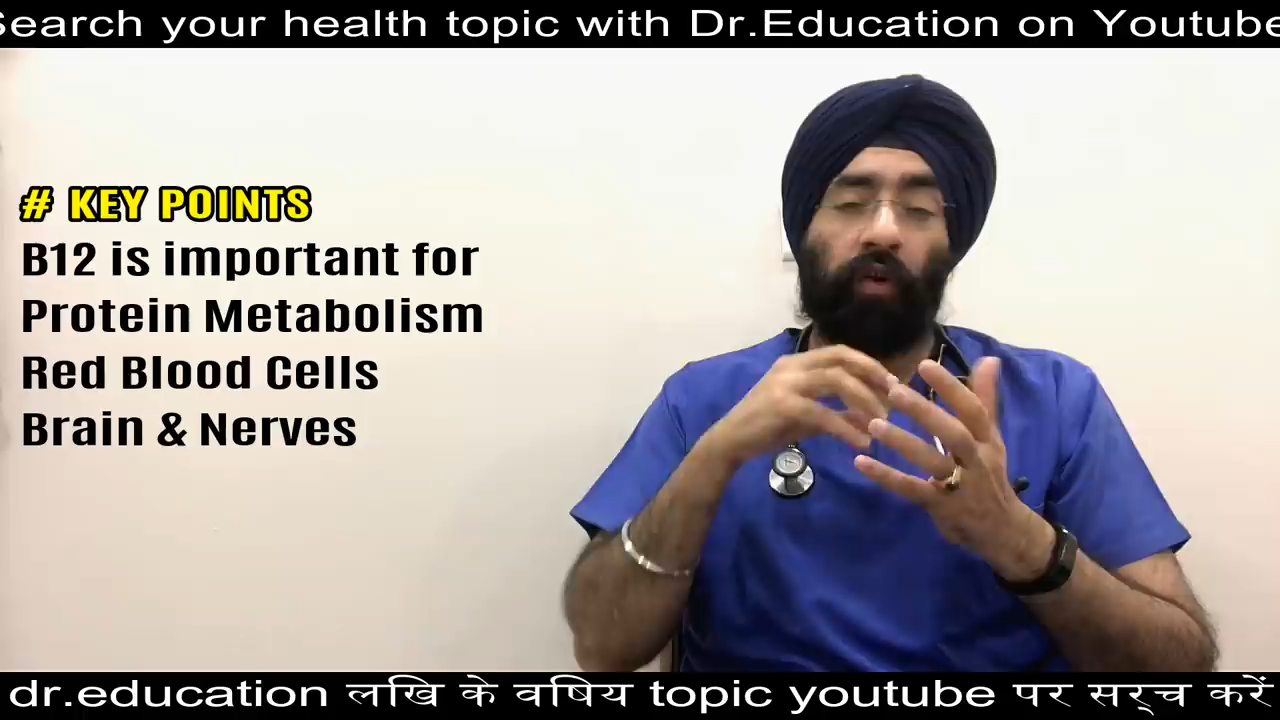 Search your health topic with Dr.Education on Youtube
# KEY POINTS
B12 is important for
Protein Metabolism
Red Blood Cells
Brain & Nerves
dr.education लखि के वषिय topic youtube पर सर्च करें